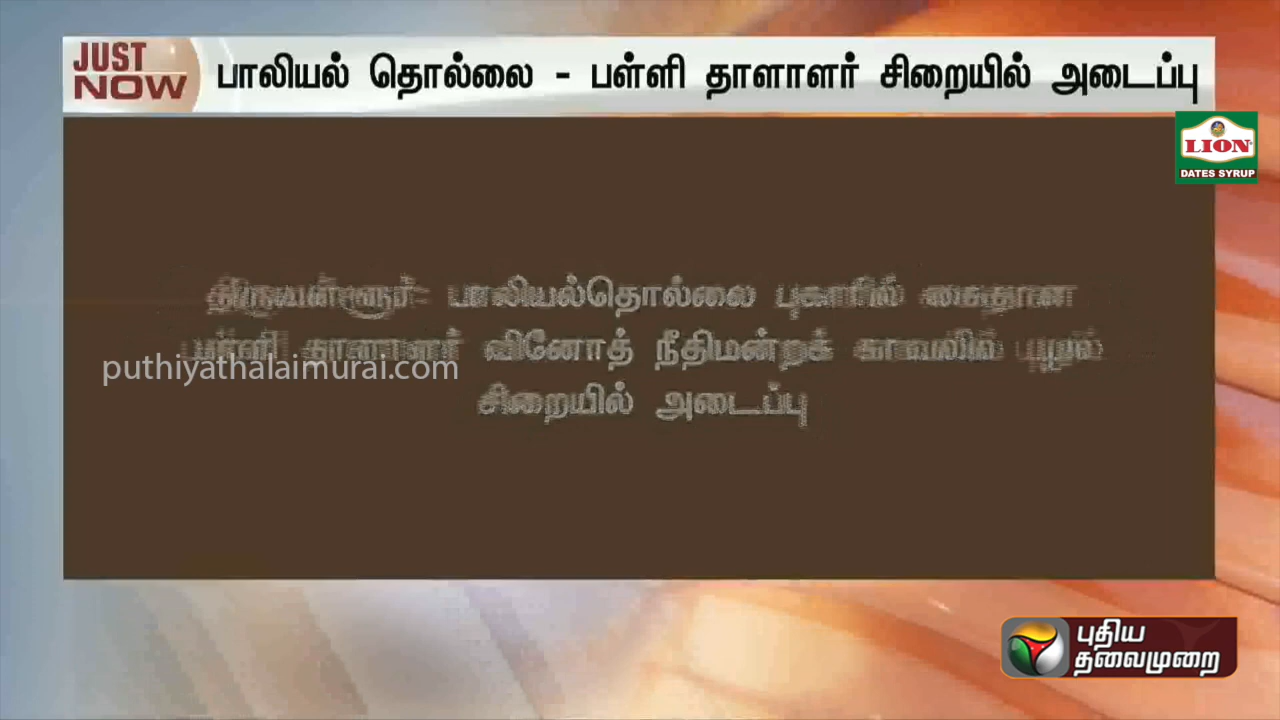 JUST
NOW
பாலியல் தொல்லை - பள்ளி தாளாளர் சிறையில் அடைப்பு
LION
DATES SYRUP
திருவள்ளூர்: பாலியல்தொல்லை புகாரில் கைதான
பள்ளி தாளாளர் வினோத் நீதிமன்றக் காவலில் புழல்
சிறையில் அடைப்பு
puthiyathalaimurai.com
புதிய
தலைமுறை